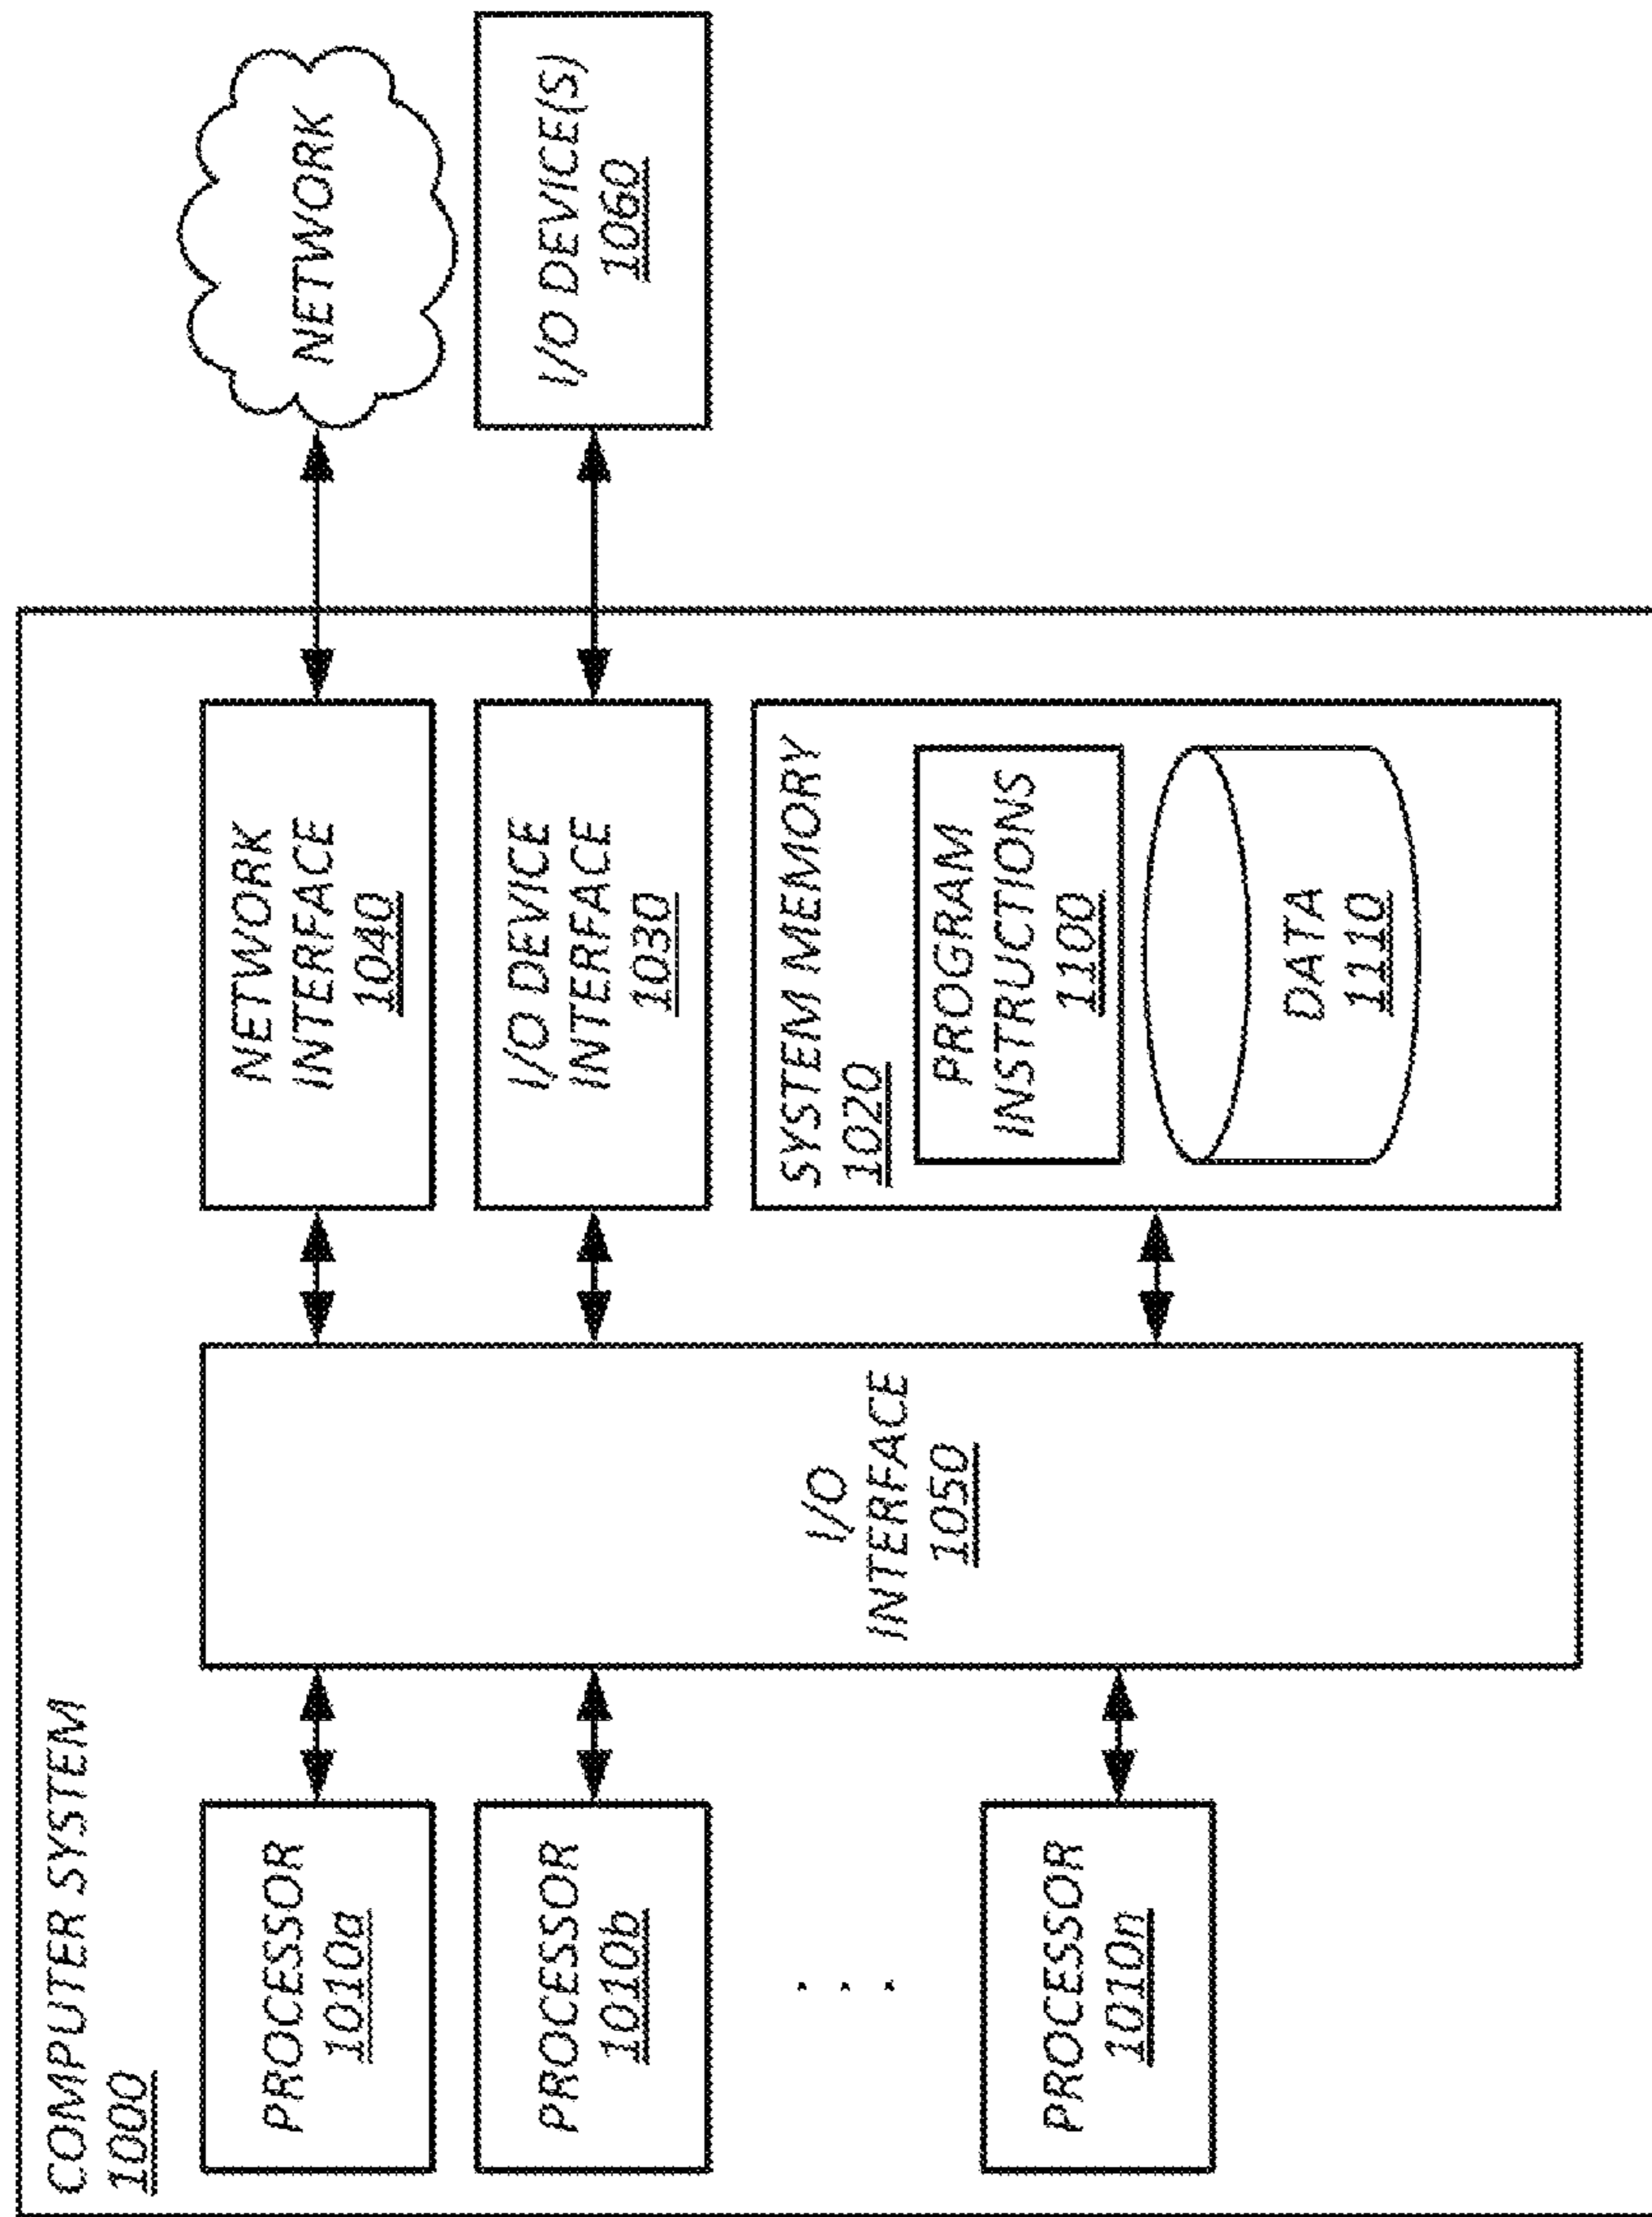 COMPUTER SYSTEM
1000
PROCESSOR
1010a
PROCESSOR
1010b
. . .
PROCESSOR
1010n
I/O
INTERFACE
1050
NETWORK
INTERFACE
1040
I/O DEVICE
INTERFACE
1030
SYSTEM MEMORY
1020
PROGRAM
INSTRUCTIONS
1100
DATA
1110
NETWORK
I/O DEVICE(S)
1060